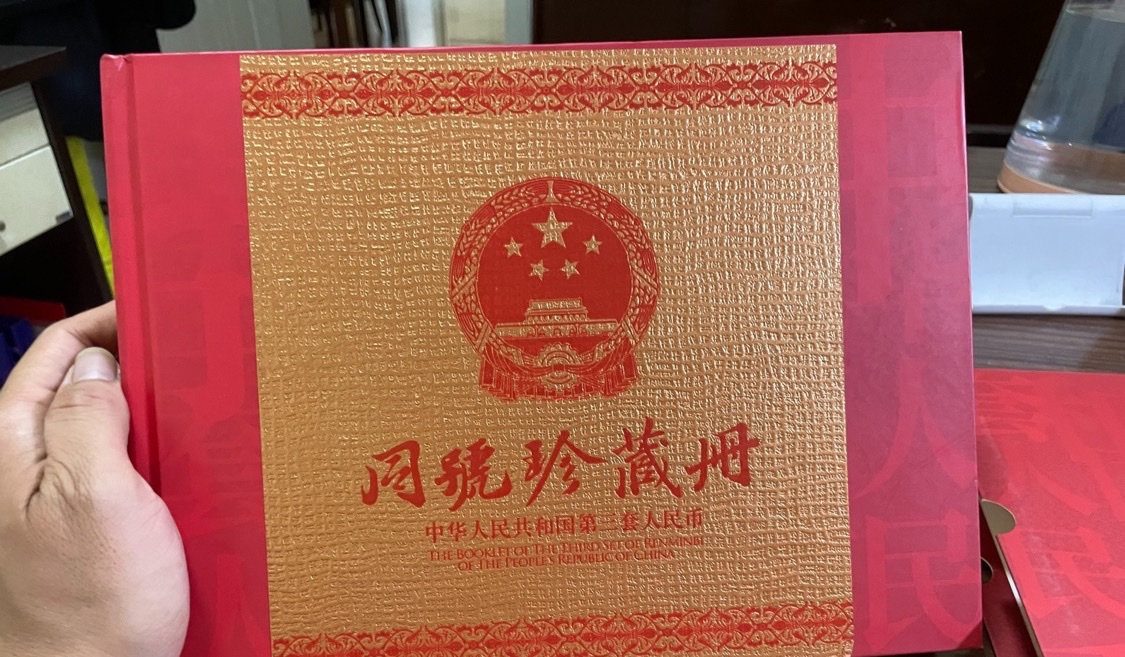 同號珍藏册
中华人民共和国第三套人民币
THE BOOKLET OF THE THIRD SET OF RENMINBI
OF THE PEOPLE'S REPUBLIC OF CHINA